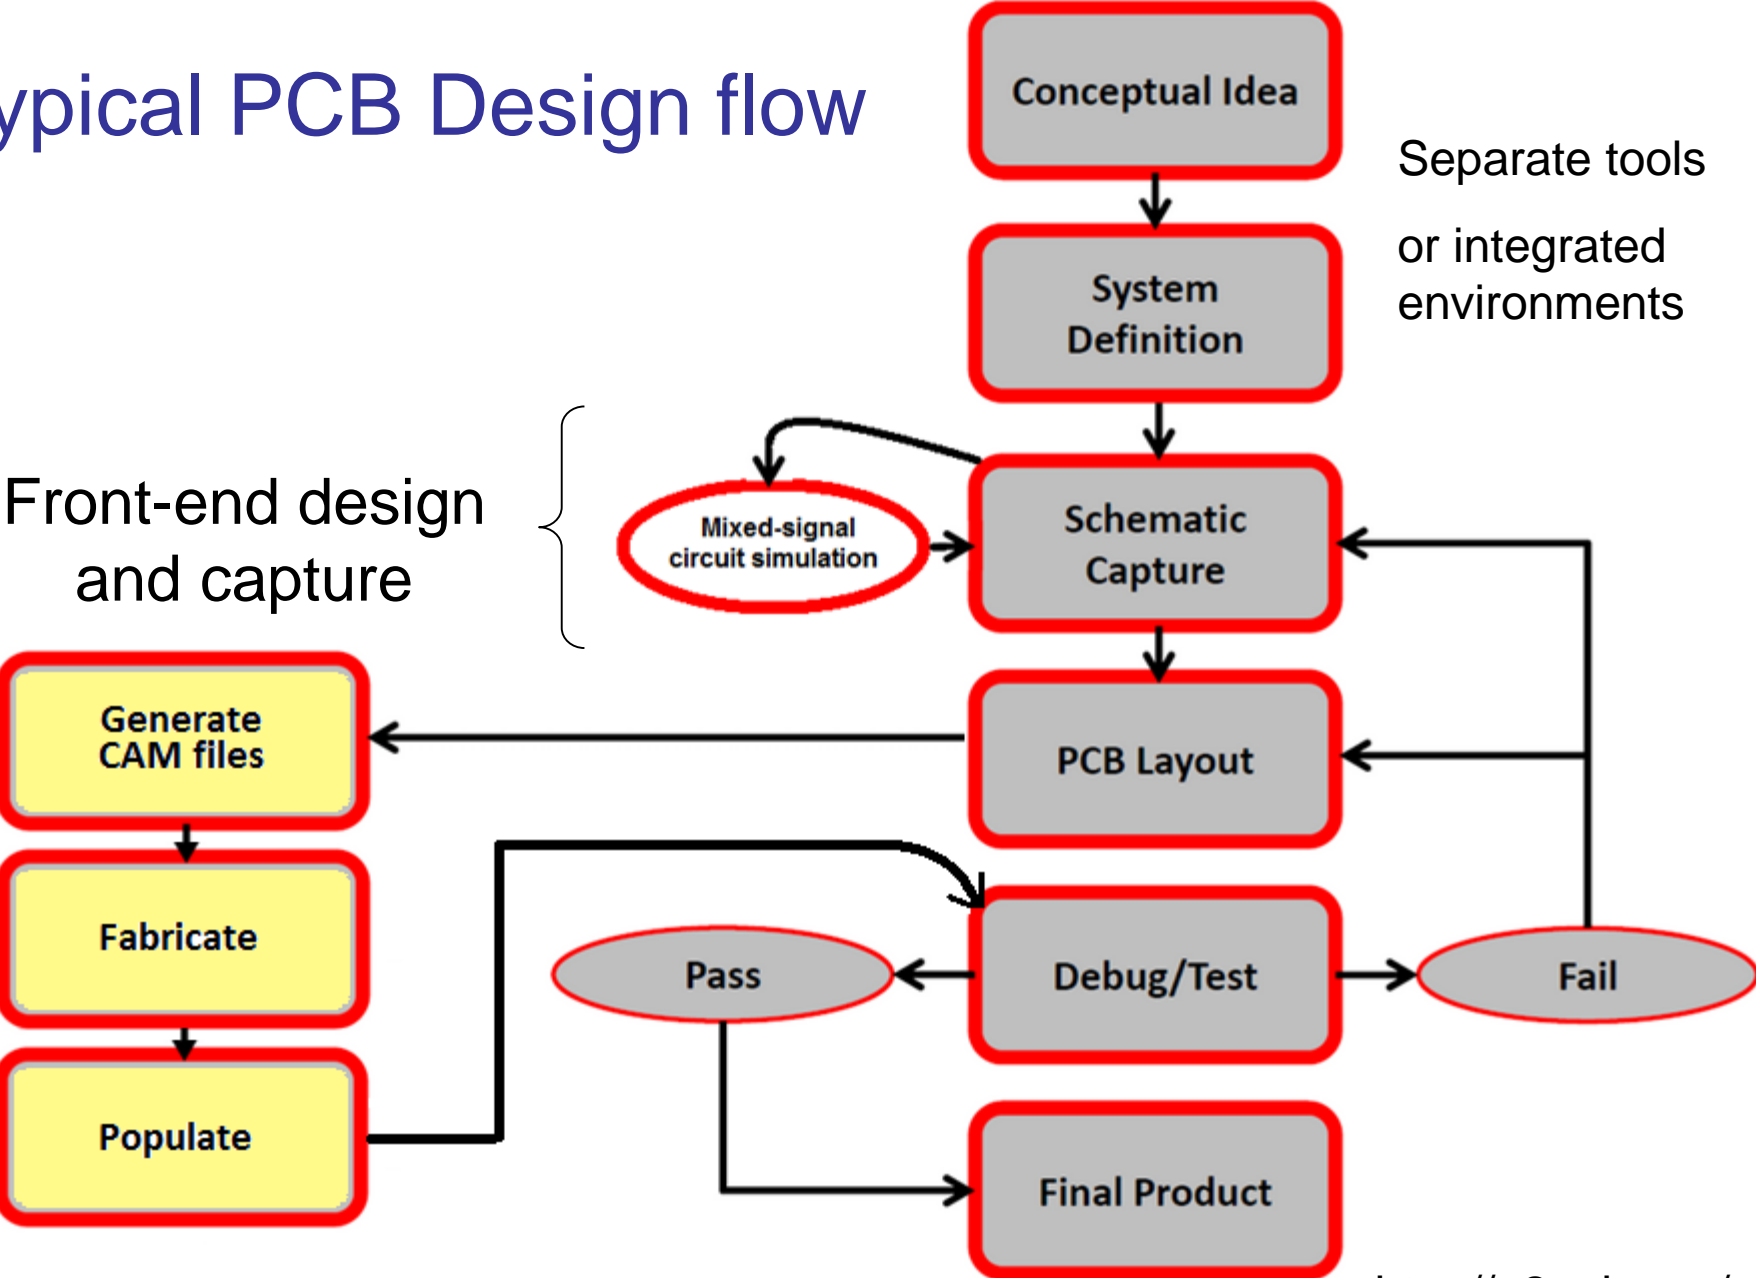 ypical PCB Design flow
Conceptual Idea
Separate tools
or integrated
environments
System
Definition
Front-end design
and capture
Mixed-signal
circuit simulation
Schematic
Capture
Generate
CAM files
PCB Layout
Fabricate
Pass
Debug/Test
Fail
Populate
Final Product